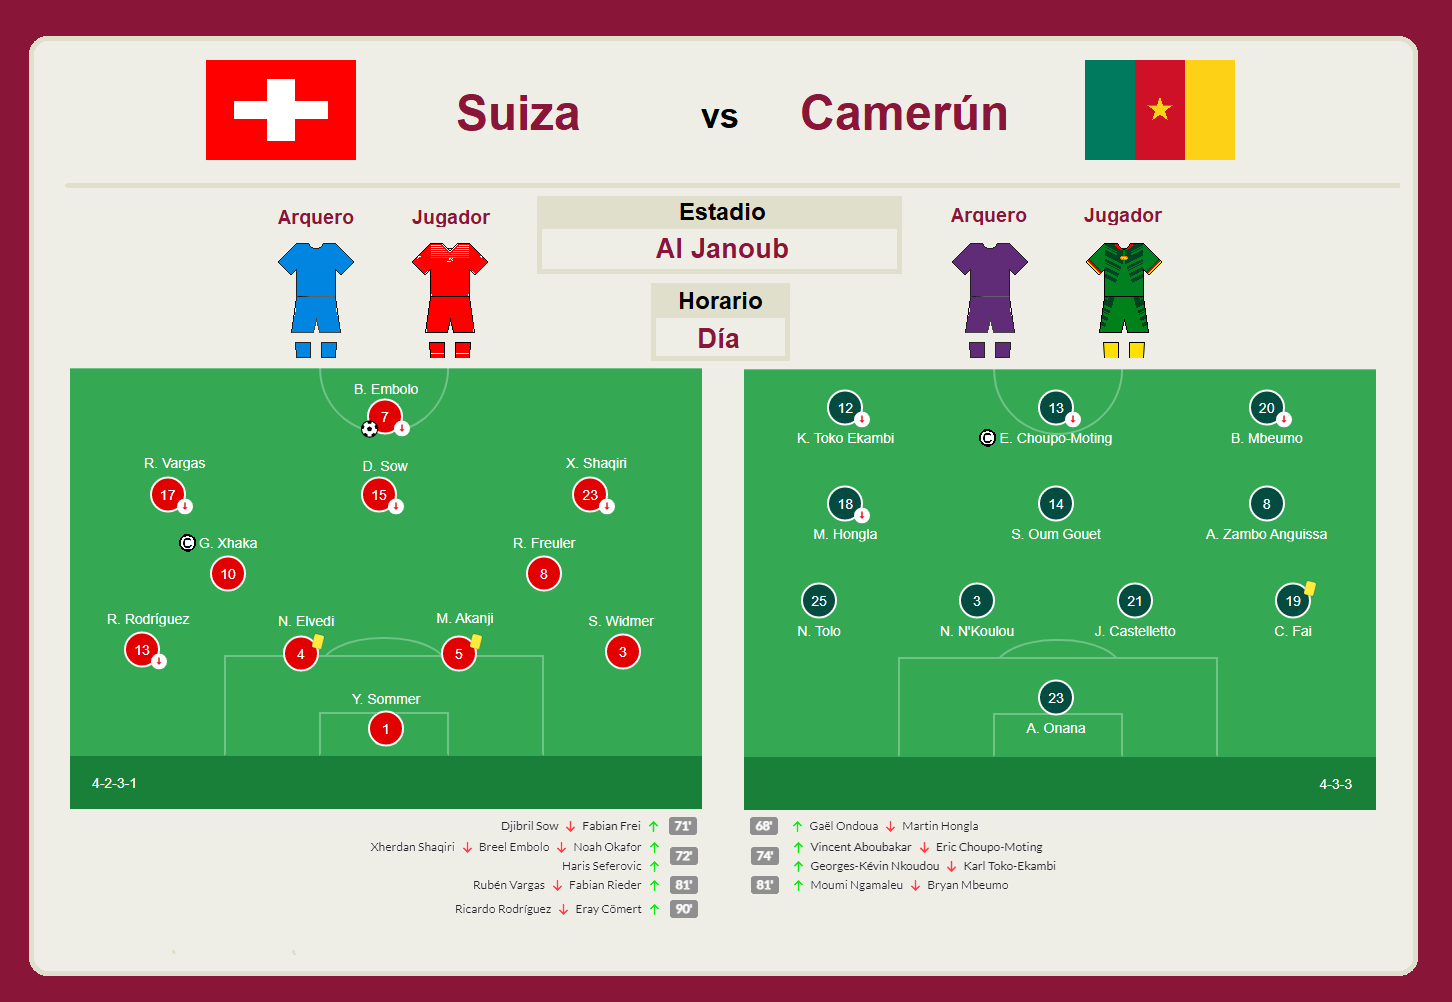 Suiza vs Camerún
Arquero Jugador
Estadio
Al Janoub
Horario
Día
Arquero Jugador
B. Embolo
7
R. Vargas D. Sow X. Shaqiri
17 15 23
C G. Xhaka R. Freuler
10 8
R. Rodríguez N. Elvedi M. Akanji S. Widmer
13 4 5 3
Y. Sommer
1
4-2-3-1
12 13 20
K. Toko Ekambi C E. Choupo-Moting B. Mbeumo
18 14 8
M. Hongla S. Oum Gouet A. Zambo Anguissa
25 3 21 19
N. Tolo N. N'Koulou J. Castelletto C. Fai
23
A. Onana
4-3-3
Djibril Sow ↓ Fabian Frei ↑ 71'
Xherdan Shaqiri ↓ Breel Embolo ↓ Noah Okafor ↑ 72'
Haris Seferovic ↑
Rubén Vargas ↓ Fabian Rieder ↑ 81'
Ricardo Rodríguez ↓ Eray Cömert ↑ 90'
68' ↑ Gaël Ondoua ↓ Martin Hongla
74' ↑ Vincent Aboubakar ↓ Eric Choupo-Moting
↑ Georges-Kévin Nkoudou ↓ Karl Toko-Ekambi
81' ↑ Moumi Ngamaleu ↓ Bryan Mbeumo